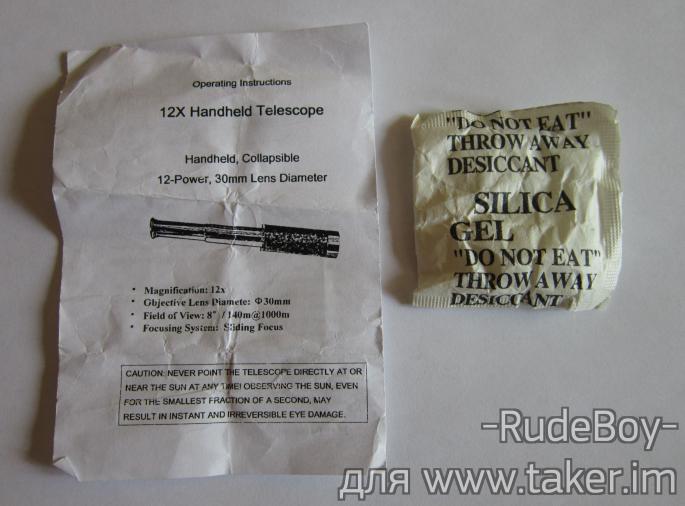 Operating Instructions
12X Handheld Telescope
Handheld, Collapsible
12-Power, 30mm Lens Diameter
· Magnification: 12x
· Gbjective Lens Diamete: Φ30mm
· Field of View: 8° / 140m@1000m
· Focusing System: Sliding Focus
CAUTION: NEVER POINT THE TELESCOPE DIRECTLY AT OR
NEAR THE SUN AT ANY TIME! OBSERVING THE SUN, EVEN
FOR THE SMALLEST FRACTION OF A SECOND, MAY
RESULT IN INSTANT AND IRREVERSIBLE EYE DAMAGE.
"DO NOT EAT"
THROW AWAY
DESICCANT
SILICA
GEL
"DO NOT EAT"
THROW AWAY
DESICCANT
-RudeBoy-
для www.taker.im